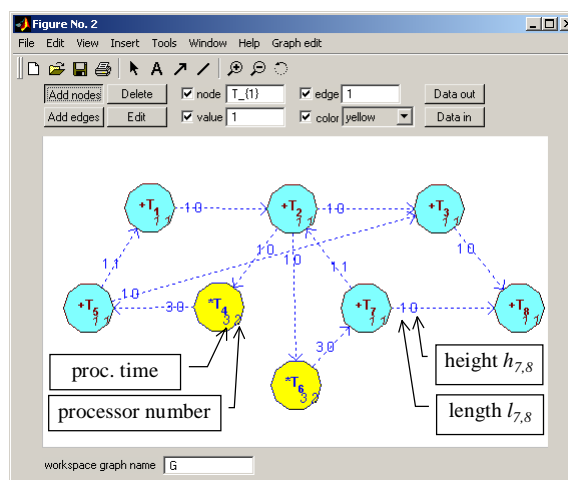 Figure No. 2
File Edit View Insert Tools Window Help Graph edit
A
Add nodes Delete node T_{1} edge 1 Data out
Add edges Edit value 1 color yellow Data in
+T1 1 1
1 0
+T2 1 1
1 0
+T3 1 1
1 1
1 0
1 0
1 0
1 1
1 0
+T5 1 1
3 0
*T4 3 2
+T7 1 1
1 0
+T8 1 1
3 0
*T6 3 2
proc. time
processor number
height h7,8
length l7,8
workspace graph name G